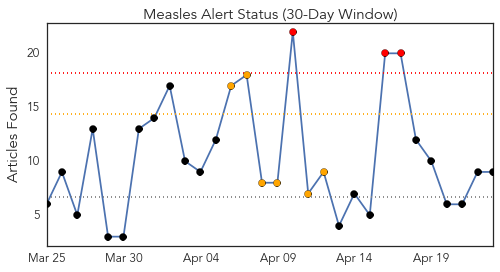 Measles Alert Status (30-Day Window)
Articles Found
20
15
10
5
Mar 25 Mar 30 Apr 04 Apr 09 Apr 14 Apr 19